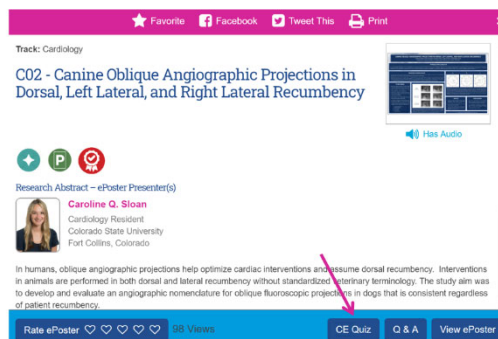 Favorite Facebook Tweet This Print
Track: Cardiology
C02 - Canine Oblique Angiographic Projections in
Dorsal, Left Lateral, and Right Lateral Recumbency
Has Audio
P
Research Abstract – ePoster Presenter(s)
Caroline Q. Sloan
Cardiology Resident
Colorado State University
Fort Collins, Colorado
In humans, oblique angiographic projections help optimize cardiac interventions and assume dorsal recumbency. Interventions
in animals are performed in both dorsal and lateral recumbency without standardized veterinary terminology. The study aim was
to develop and evaluate an angiographic nomenclature for oblique fluoroscopic projections in dogs that is consistent regardless
of patient recumbency.
Rate ePoster 98 Views CE Quiz Q & A View ePoster